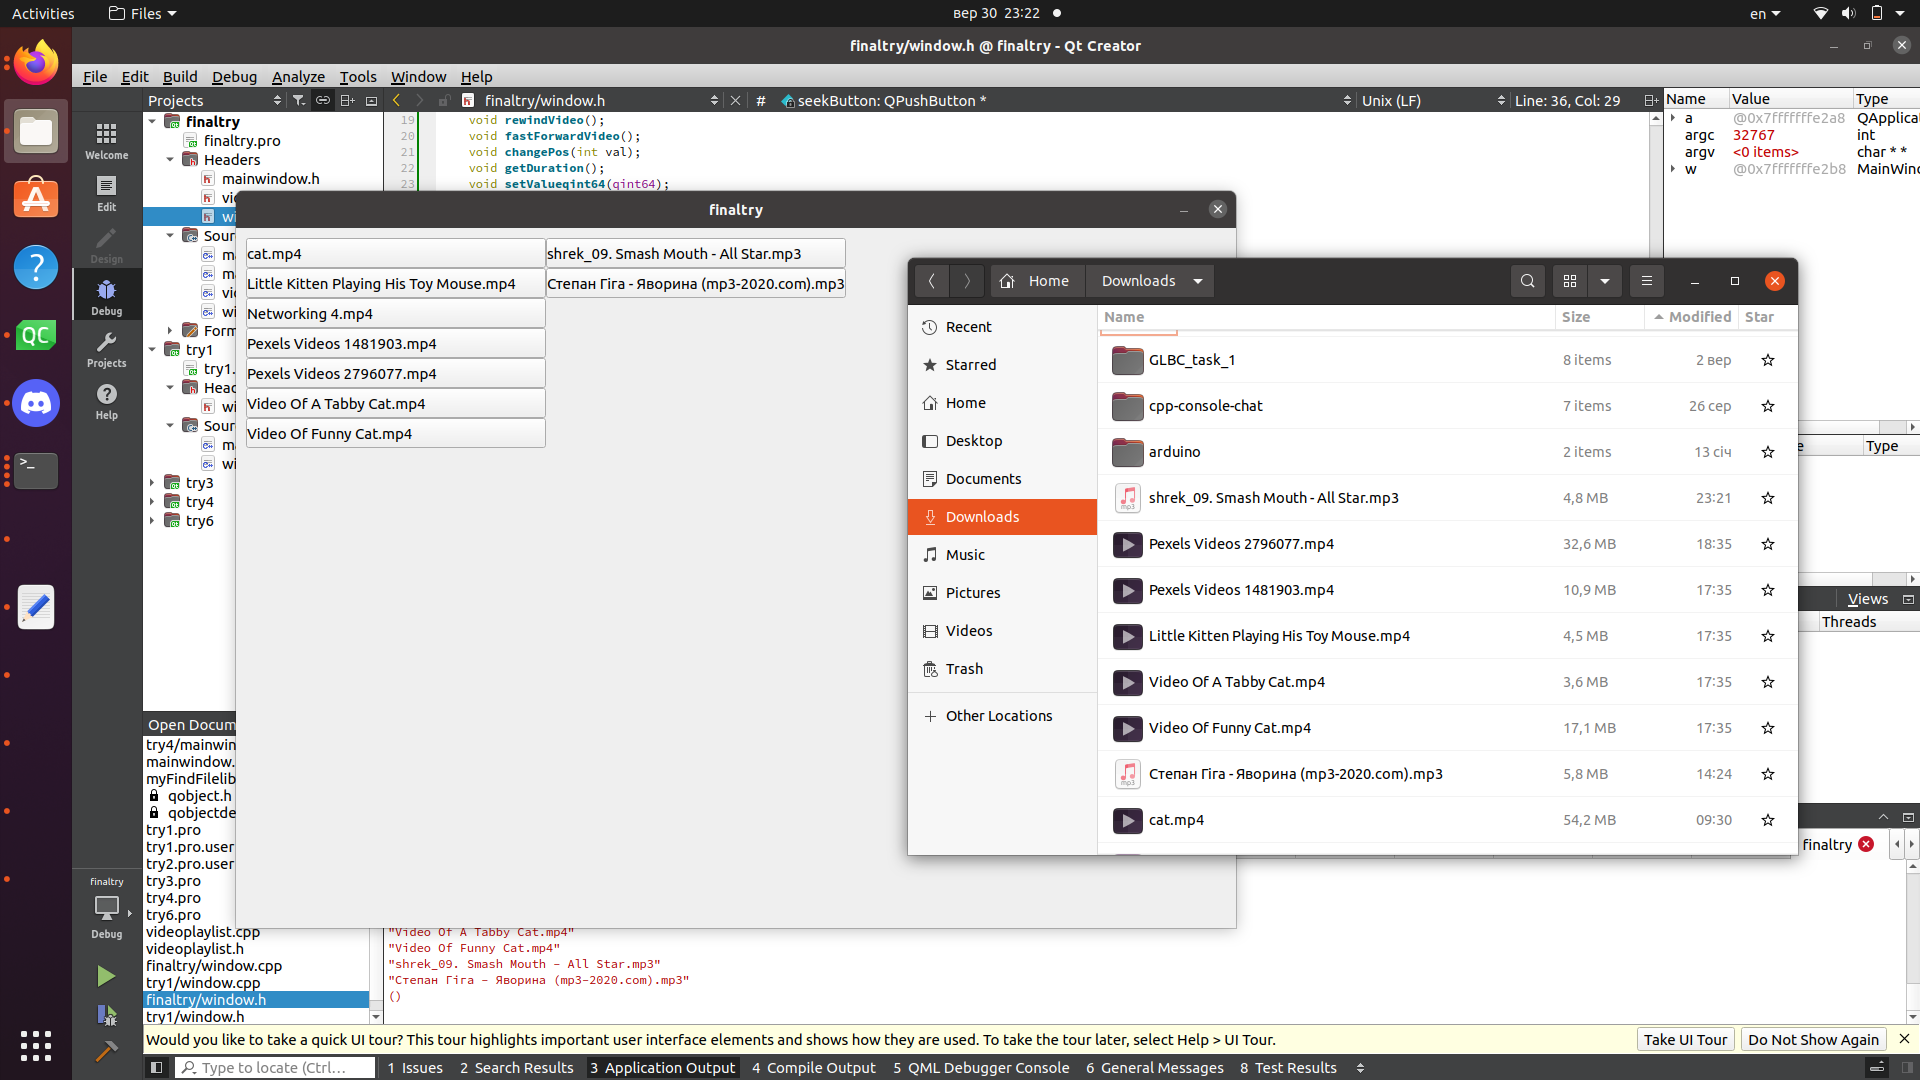 Activities
Files
вер 30 23:22
en
finaltry/window.h @ finaltry - Qt Creator
File Edit Build Debug Analyze Tools Window Help
Projects
finaltry/window.h
#
seekButton: QPushButton *
Unix (LF)
Line: 36, Col: 29
Name Value Type
a @0x7fffffffe2a8 QApplica
argc 32767 int
argv <0 items> char * *
w @0x7fffffffe2b8 MainWind
Type
Views
Threads
Welcome
Edit
Design
Debug
Projects
Help
finaltry
Debug
finaltry
finaltry.pro
Headers
mainwindow.h
Sour
Form
try1
try1.
Head
Sour
try3
try4
try6
19 void rewindVideo();
20 void fastForwardVideo();
21 void changePos(int val);
22 void getDuration();
23 void setValueqint64(qint64);
finaltry
cat.mp4
Little Kitten Playing His Toy Mouse.mp4
Networking 4.mp4
Pexels Videos 1481903.mp4
Pexels Videos 2796077.mp4
Video Of A Tabby Cat.mp4
Video Of Funny Cat.mp4
shrek_09. Smash Mouth - All Star.mp3
Степан Гіга - Яворина (mp3-2020.com).mp3
Home
Downloads
Recent
Starred
Home
Desktop
Documents
Downloads
Music
Pictures
Videos
Trash
Other Locations
Name Size Modified Star
GLBC_task_1 8 items 2 вер
cpp-console-chat 7 items 26 сер
arduino 2 items 13 січ
shrek_09. Smash Mouth - All Star.mp3 4,8 MB 23:21
Pexels Videos 2796077.mp4 32,6 MB 18:35
Pexels Videos 1481903.mp4 10,9 MB 17:35
Little Kitten Playing His Toy Mouse.mp4 4,5 MB 17:35
Video Of A Tabby Cat.mp4 3,6 MB 17:35
Video Of Funny Cat.mp4 17,1 MB 17:35
Степан Гіга - Яворина (mp3-2020.com).mp3 5,8 MB 14:24
cat.mp4 54,2 MB 09:30
finaltry
Open Docum
try4/mainwin
mainwindow.
myFindFilelib
qobject.h
qobjectde
try1.pro
try1.pro.user
try2.pro.user
try3.pro
try4.pro
try6.pro
videoplaylist.cpp
videoplaylist.h
finaltry/window.cpp
try1/window.cpp
finaltry/window.h
try1/window.h
"Video Of A Tabby Cat.mp4"
"Video Of Funny Cat.mp4"
"shrek_09. Smash Mouth - All Star.mp3"
"Степан Гіга - Яворина (mp3-2020.com).mp3"
()
Would you like to take a quick UI tour? This tour highlights important user interface elements and shows how they are used. To take the tour later, select Help > UI Tour.
Take UI Tour
Do Not Show Again
Type to locate (Ctrl...
1 Issues
2 Search Results
3 Application Output
4 Compile Output
5 QML Debugger Console
6 General Messages
8 Test Results